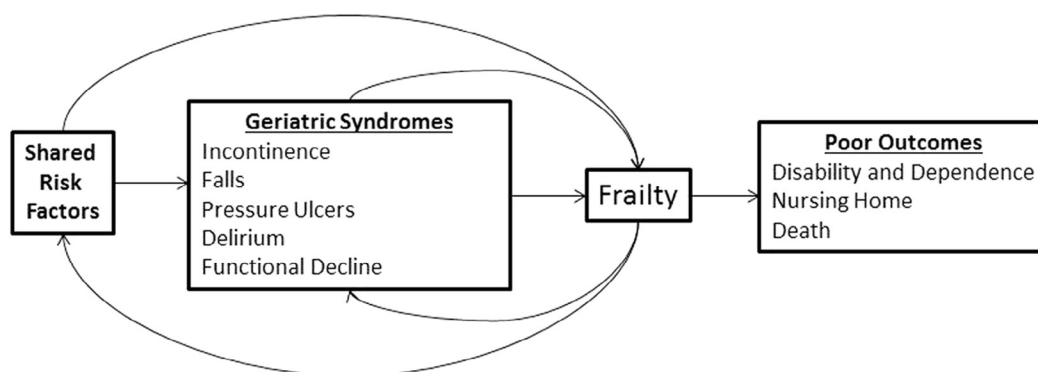 Shared
Risk
Factors
Geriatric Syndromes
Incontinence
Falls
Pressure Ulcers
Delirium
Functional Decline
Frailty
Poor Outcomes
Disability and Dependence
Nursing Home
Death